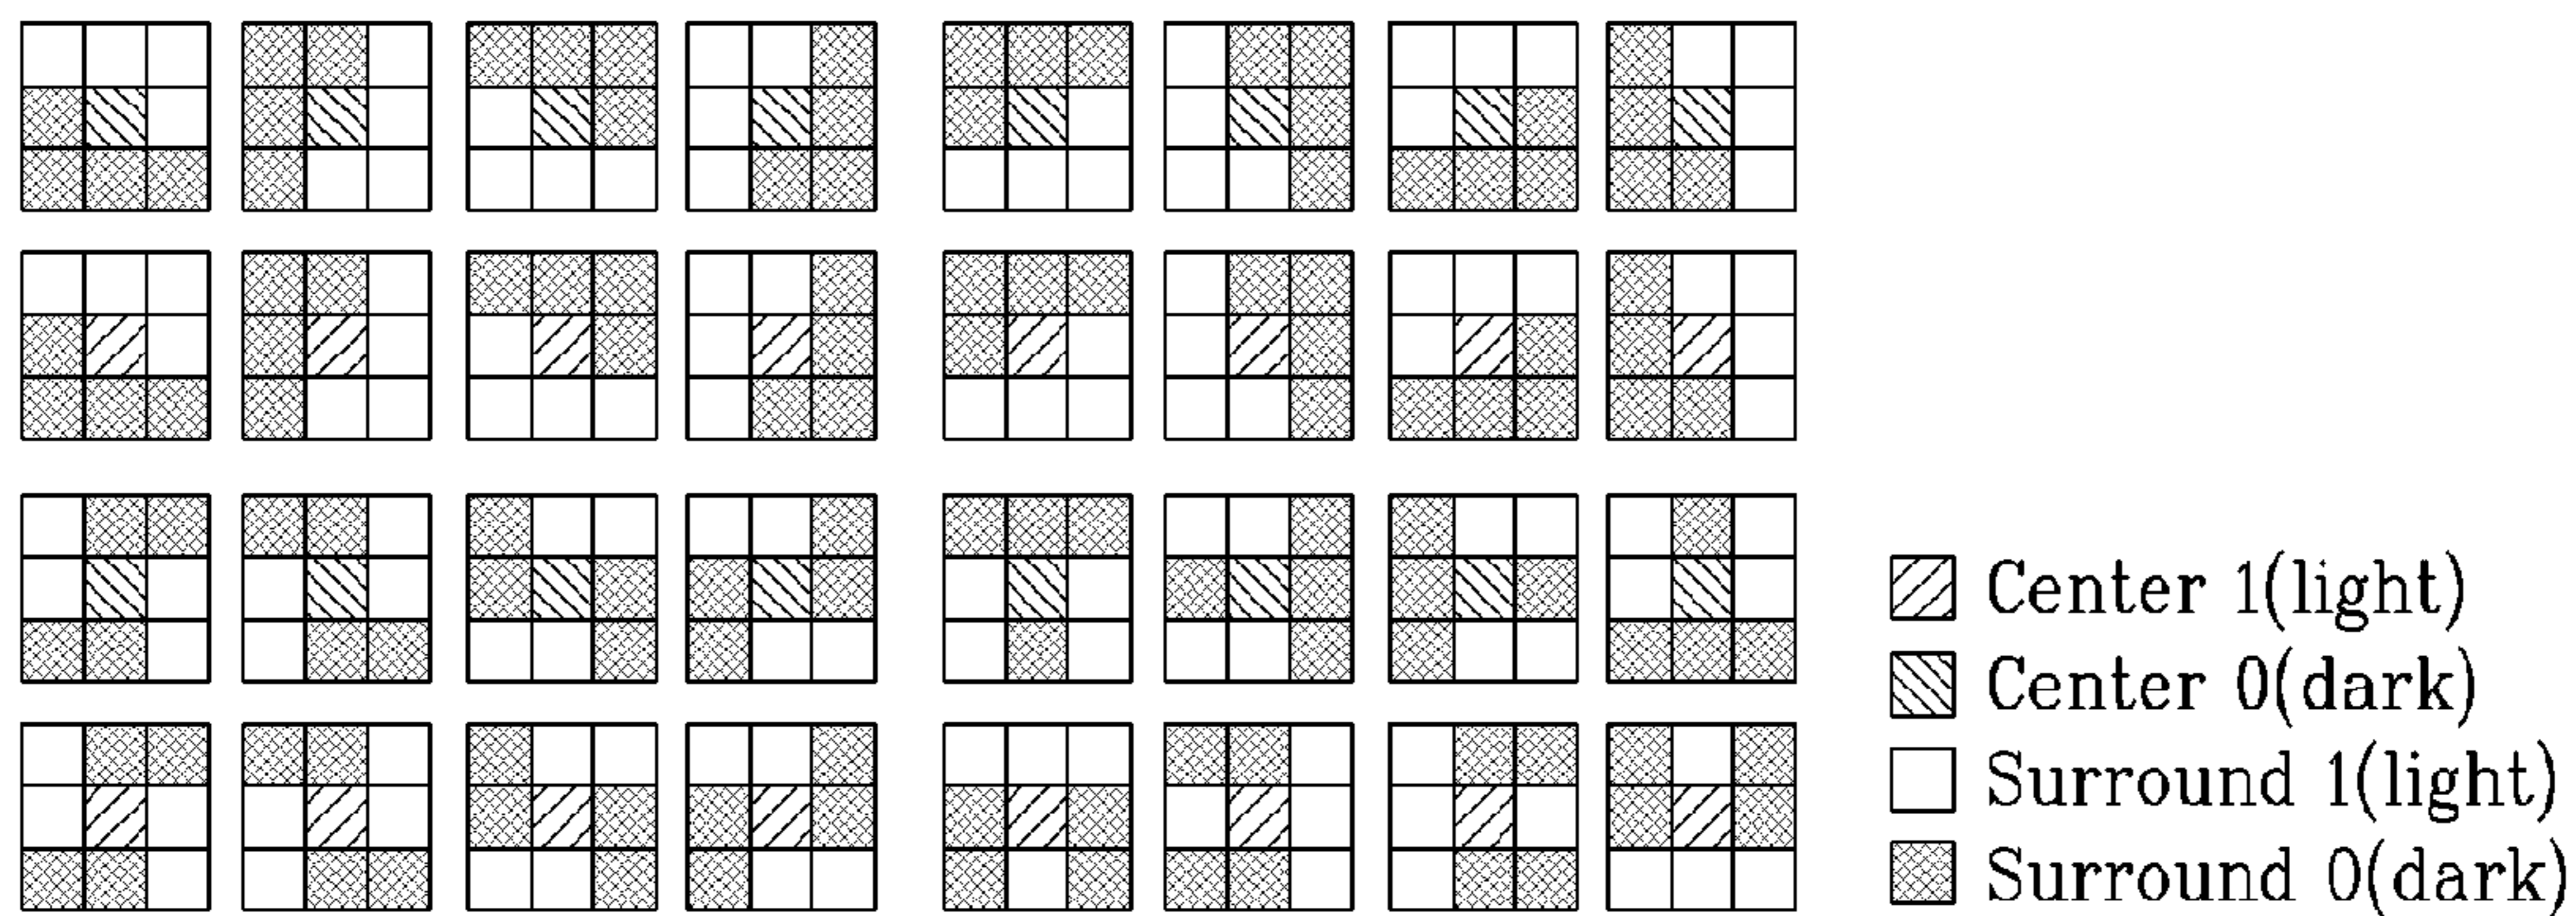 Center 1(light)
Center 0(dark)
Surround 1(light)
Surround 0(dark)